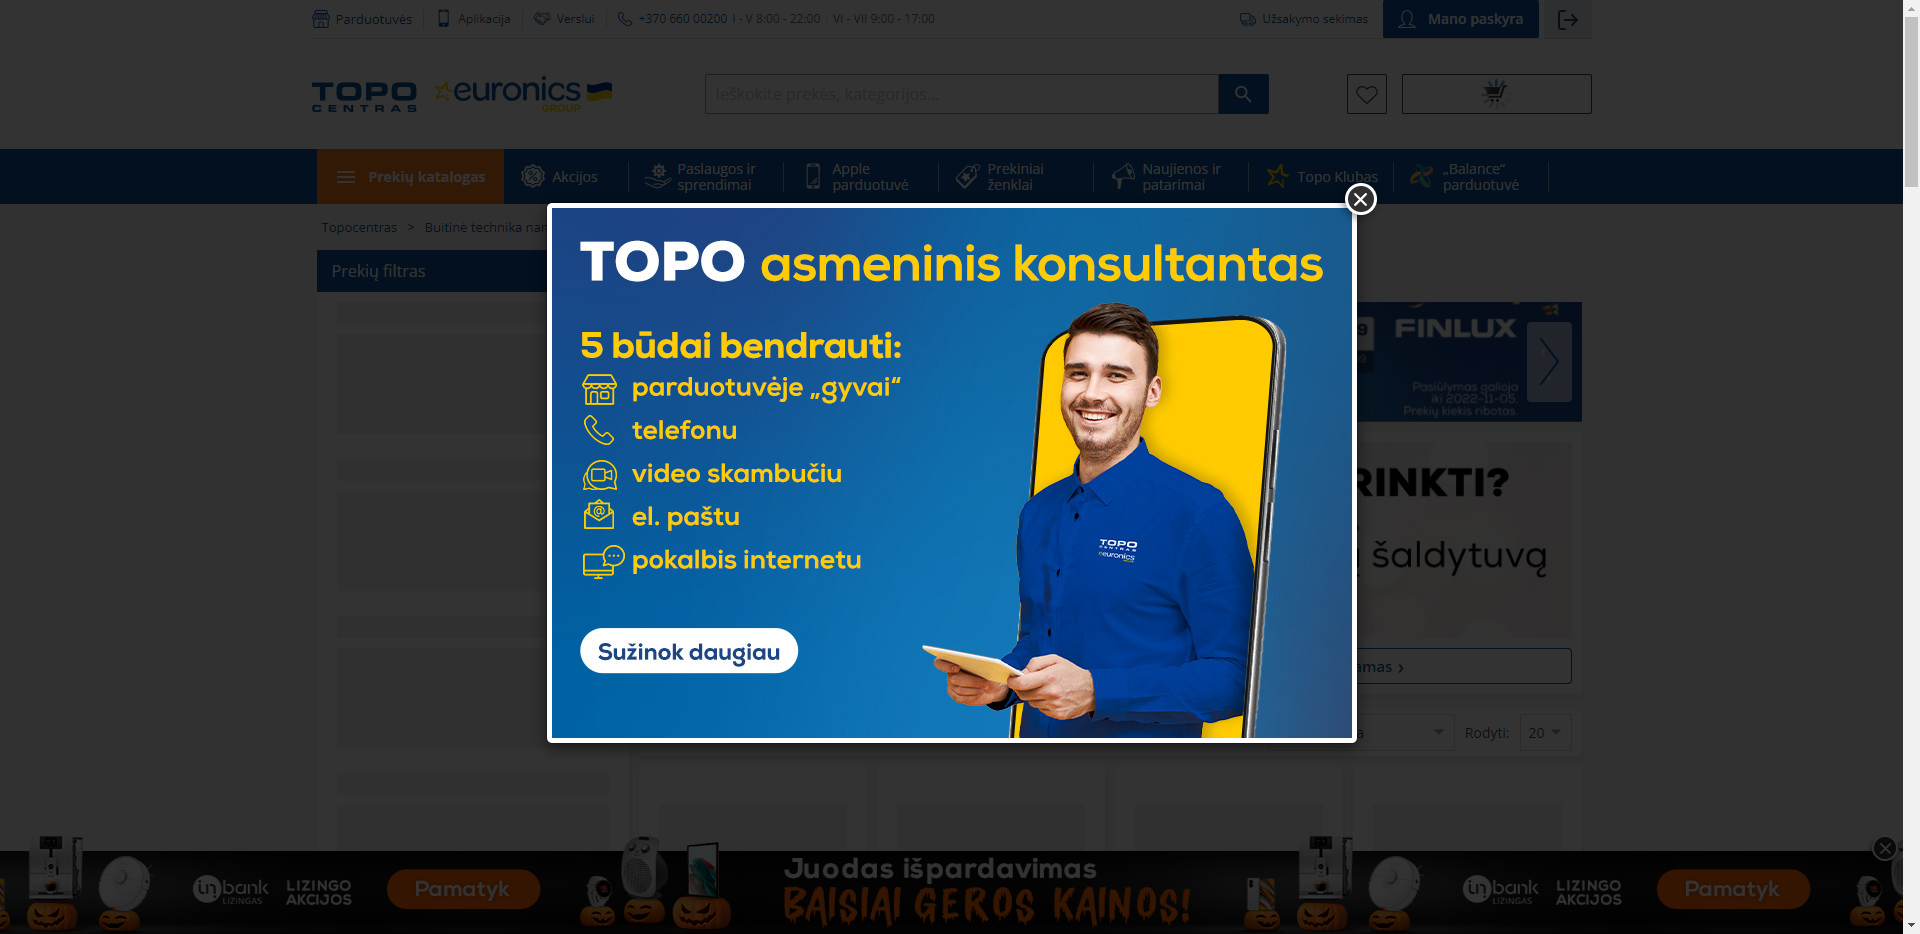 Parduotuvės
Aplikacija
Verslui
+370 660 00200 I - V 8:00 - 22:00 VI - VII 9:00 - 17:00
Užsakymo sekimas
Mano paskyra
TOPO CENTRAS
euronics GROUP
Ieškokite prekės, kategorijos...
Prekių katalogas
Akcijos
Paslaugos ir sprendimai
Apple parduotuvė
Prekiniai ženklai
Naujienos ir patarimai
Topo Klubas
„Balance“ parduotuvė
Topocentras > Buitinė technika
Prekių filtras
TOPO asmeninis konsultantas
5 būdai bendrauti:
parduotuvėje „gyvai“
telefonu
video skambučiu
el. paštu
pokalbis internetu
Sužinok daugiau
TOPO
CENTRAS
euronics
FINLUX
Pasiūlymas galioja
iki 2022-11-05.
Prekių kiekis ribotas.
RINKTI?
šaldytuvą
Rodyti: 20
inbank
LIZINGAS
LIZINGO
AKCIJOS
Pamatyk
Juodas išpardavimas
BAISIAI GEROS KAINOS!
inbank
LIZINGAS
LIZINGO
AKCIJOS
Pamatyk